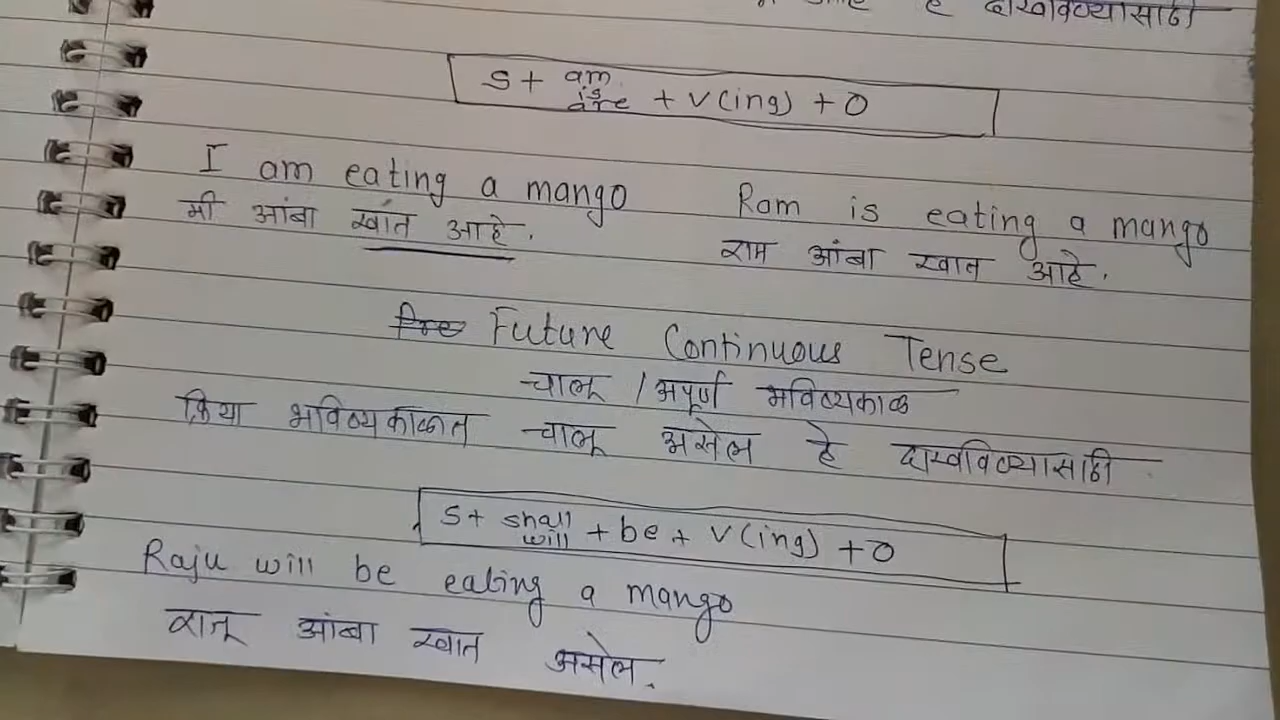 हे दाखविण्यासाठी
S + am is are + V(ing) + O
I am eating a mango Ram is eating a mango
मी आंबा खांत आहे. राम आंबा खात आहे.
Future Continuous Tense
चालू / अपूर्ण भविष्यकाळ
क्रिया भविष्यकाळात चालू असेल हे दाखविण्यासाठी
S + shall will + be + V(ing) + O
Raju will be eating a mango
राजू आंबा खात असेल.